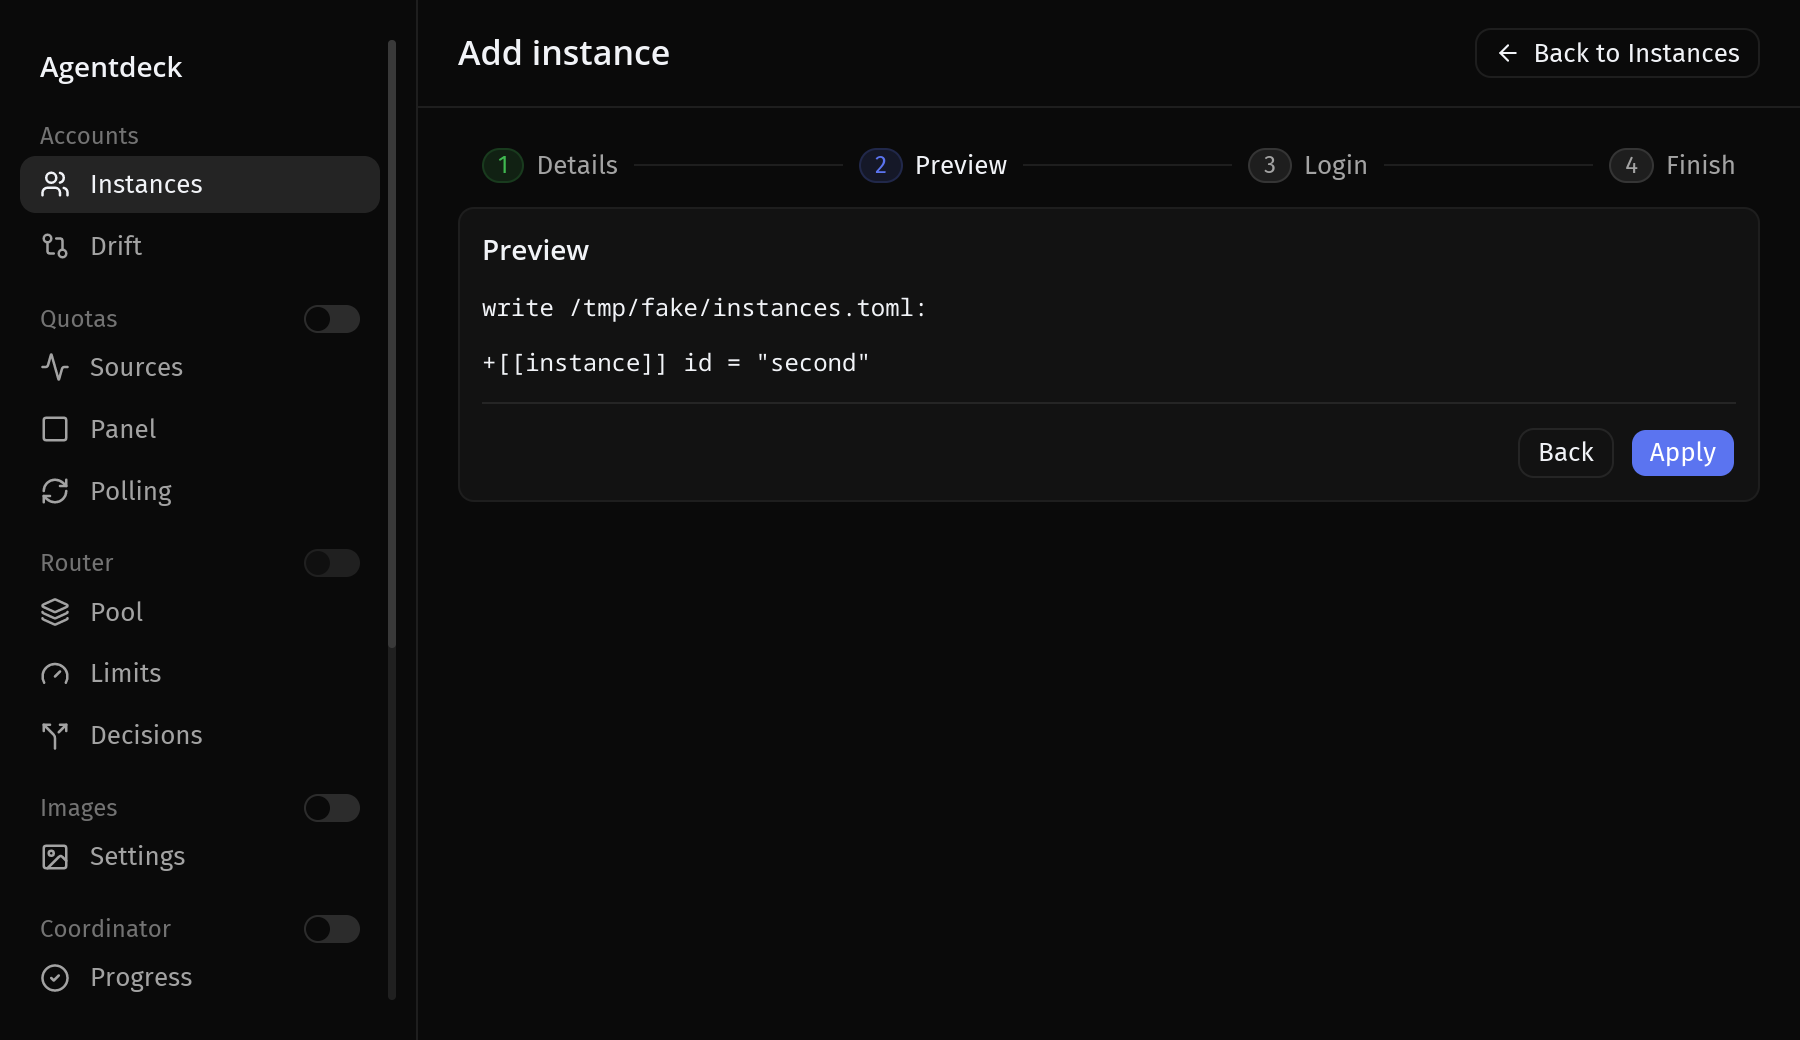 Agentdeck
Accounts
Instances
Drift
Quotas
Sources
Panel
Polling
Router
Pool
Limits
Decisions
Images
Settings
Coordinator
Progress
Add instance
Back to Instances
1 Details
2 Preview
3 Login
4 Finish
Preview
write /tmp/fake/instances.toml:
+[[instance]] id = "second"
Back
Apply